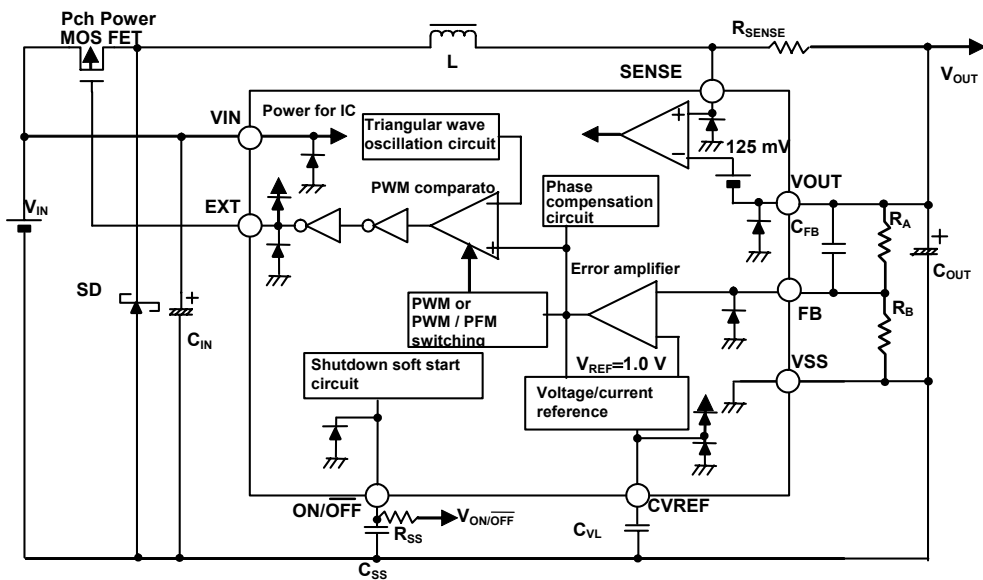 Pch Power
MOS FET
L
RSENSE
VOUT
SENSE
VIN
Power for IC
Triangular wave
oscillation circuit
125 mV
PWM comparato
Phase
compensation
circuit
VOUT
EXT
VIN
CFB
RA
COUT
Error amplifier
SD
CIN
PWM or
PWM / PFM
switching
FB
RB
VREF=1.0 V
VSS
Shutdown soft start
circuit
Voltage/current
reference
ON/OFF
CVREF
VON/OFF
RSS
CVL
CSS